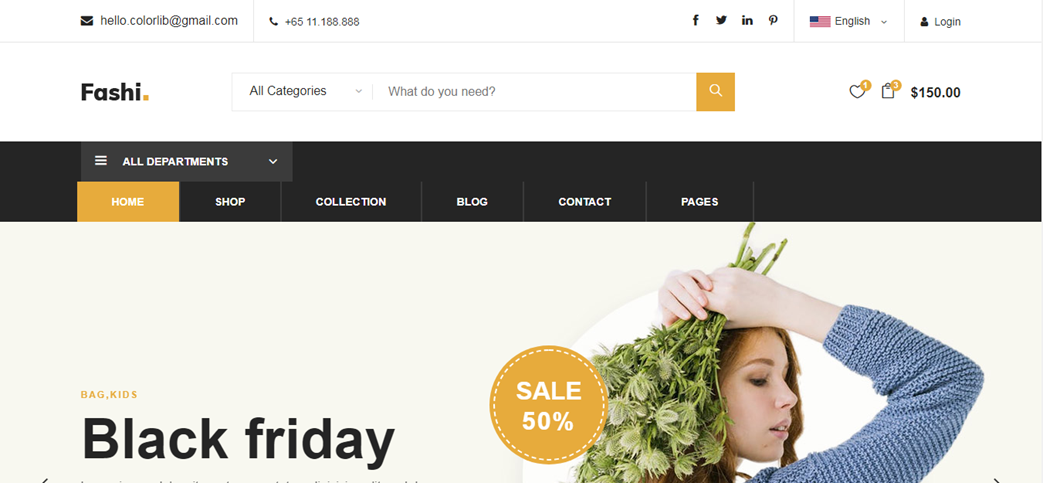 hello.colorlib@gmail.com
+65 11.188.888
English
Login
Fashi.
All Categories
What do you need?
1
3
$150.00
ALL DEPARTMENTS
HOME
SHOP
COLLECTION
BLOG
CONTACT
PAGES
SALE
50%
BAG,KIDS
Black friday